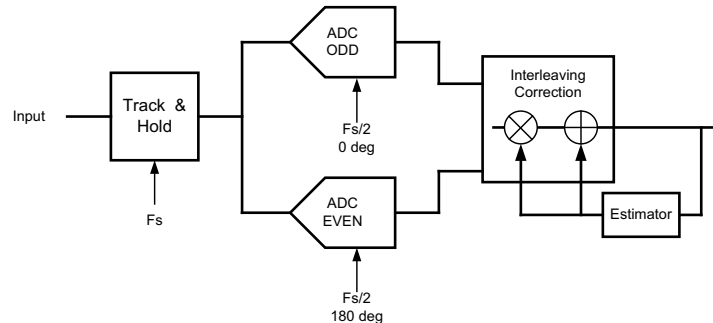 Input
Track &
Hold
Fs
ADC
ODD
Fs/2
0 deg
ADC
EVEN
Fs/2
180 deg
Interleaving
Correction
Estimator